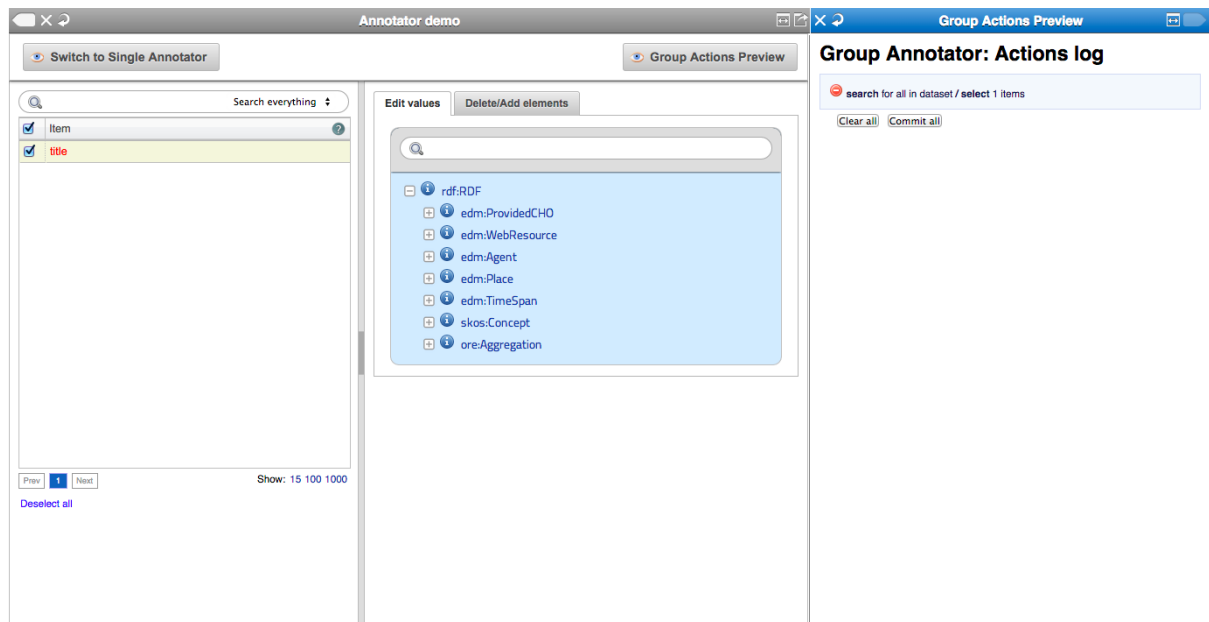 Annotator demo
Group Actions Preview
Switch to Single Annotator
Group Actions Preview
Search everything
Item
?
title
Prev 1 Next
Show: 15 100 1000
Deselect all
Edit values
Delete/Add elements
rdf:RDF
edm:ProvidedCHO
edm:WebResource
edm:Agent
edm:Place
edm:TimeSpan
skos:Concept
ore:Aggregation
Group Annotator: Actions log
search for all in dataset / select 1 items
Clear all Commit all